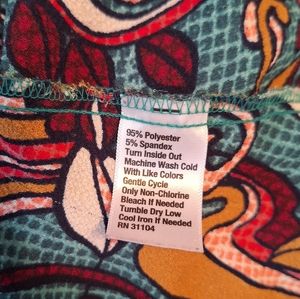 95% Polyester
5% Spandex
Turn Inside Out
Machine Wash Cold
With Like Colors
Gentle Cycle
Only Non-Chlorine
Bleach If Needed
Tumble Dry Low
Cool Iron If Needed
RN 31104